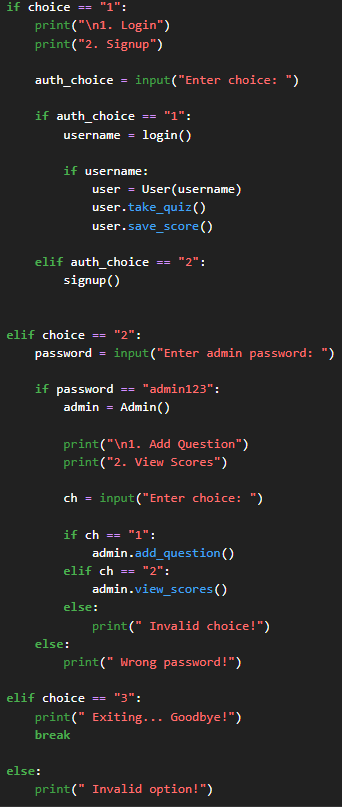 if choice == "1":
    print("\n1. Login")
    print("2. Signup")

    auth_choice = input("Enter choice: ")

    if auth_choice == "1":
        username = login()

        if username:
            user = User(username)
            user.take_quiz()
            user.save_score()

    elif auth_choice == "2":
        signup()


elif choice == "2":
    password = input("Enter admin password: ")

    if password == "admin123":
        admin = Admin()

        print("\n1. Add Question")
        print("2. View Scores")

        ch = input("Enter choice: ")

        if ch == "1":
            admin.add_question()
        elif ch == "2":
            admin.view_scores()
        else:
            print(" Invalid choice!")
    else:
        print(" Wrong password!")

elif choice == "3":
    print(" Exiting... Goodbye!")
    break

else:
    print(" Invalid option!")